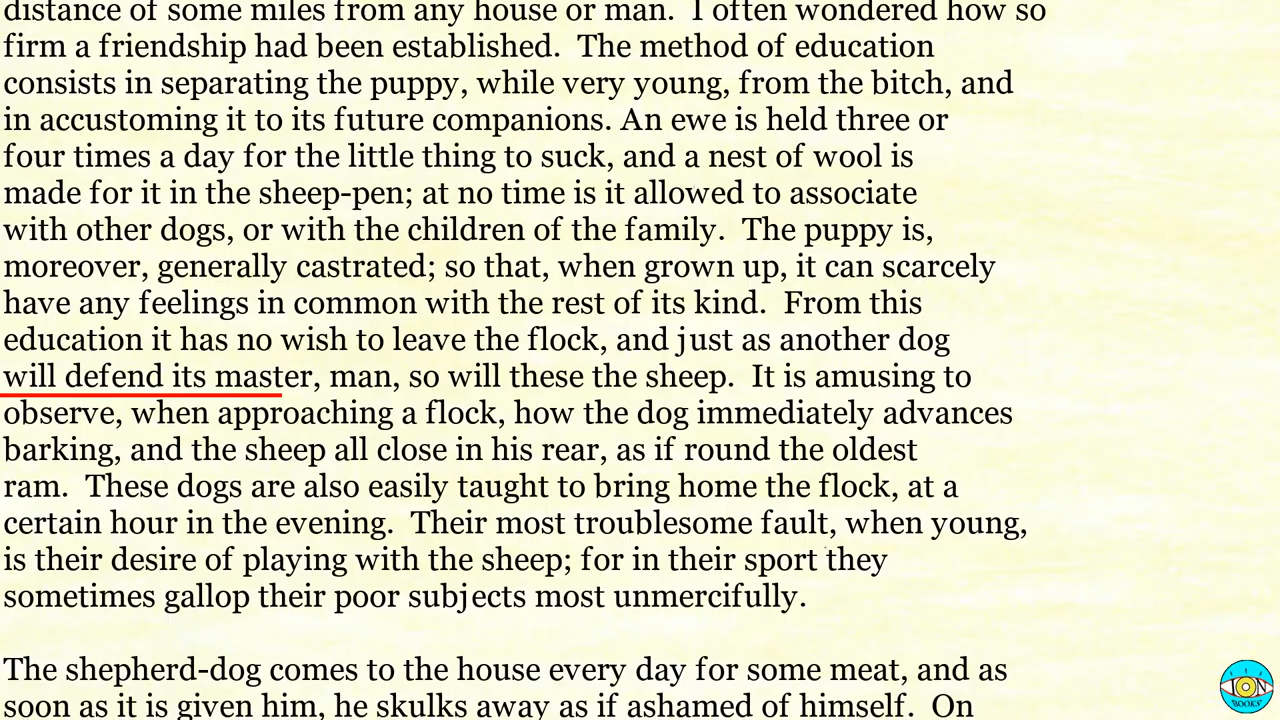 distance of some miles from any house or man.  I often wondered how so
firm a friendship had been established.  The method of education
consists in separating the puppy, while very young, from the bitch, and
in accustoming it to its future companions. An ewe is held three or
four times a day for the little thing to suck, and a nest of wool is
made for it in the sheep-pen; at no time is it allowed to associate
with other dogs, or with the children of the family.  The puppy is,
moreover, generally castrated; so that, when grown up, it can scarcely
have any feelings in common with the rest of its kind.  From this
education it has no wish to leave the flock, and just as another dog
will defend its master, man, so will these the sheep.  It is amusing to
observe, when approaching a flock, how the dog immediately advances
barking, and the sheep all close in his rear, as if round the oldest
ram.  These dogs are also easily taught to bring home the flock, at a
certain hour in the evening.  Their most troublesome fault, when young,
is their desire of playing with the sheep; for in their sport they
sometimes gallop their poor subjects most unmercifully.
The shepherd-dog comes to the house every day for some meat, and as
soon as it is given him, he skulks away as if ashamed of himself.  On
ION
BOOKS